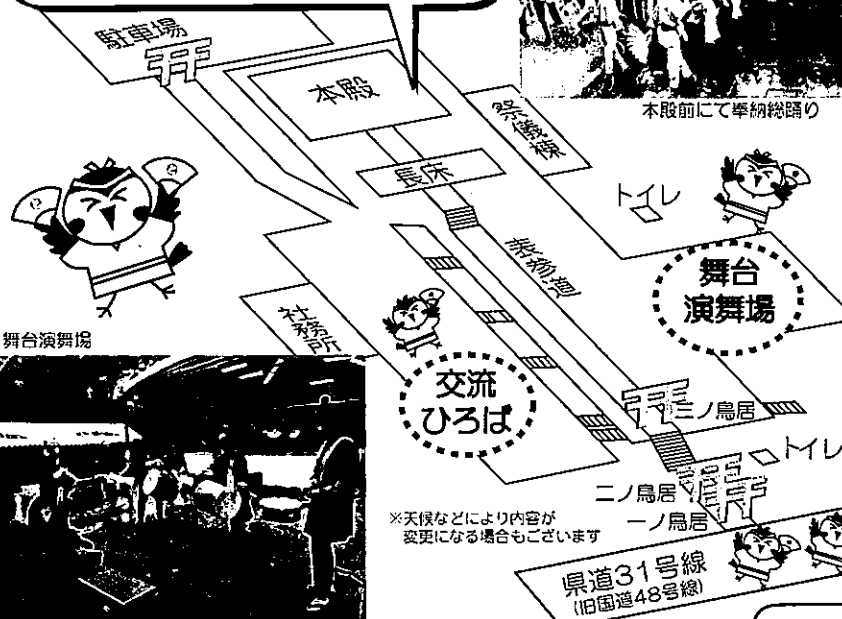 駐車場
本殿
本殿前にて奉納総踊り
祭儀棟
長床
トイレ
表参道
舞台
演舞場
社務所
舞台演舞場
交流
ひろば
三ノ鳥居
トイレ
二ノ鳥居
一ノ鳥居
※天候などにより内容が
変更になる場合もございます
県道31号線
(旧国道48号線)